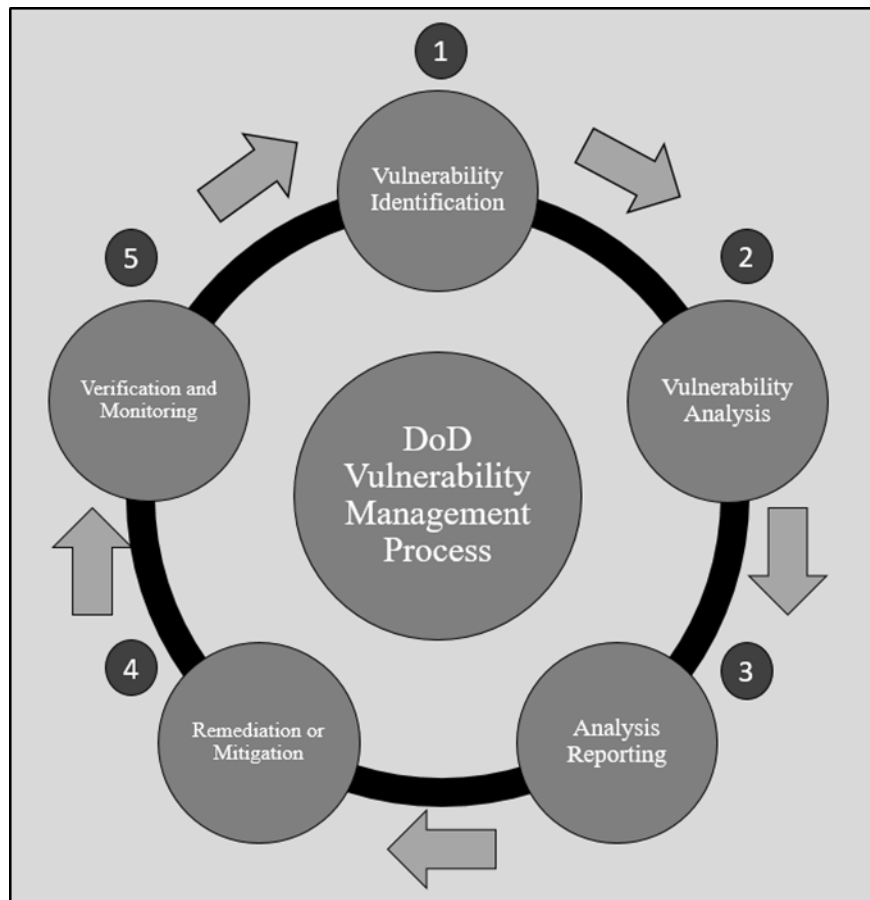 1
Vulnerability
Identification
2
Vulnerability
Analysis
3
Analysis
Reporting
4
Remediation or
Mitigation
5
Verification and
Monitoring
DoD
Vulnerability
Management
Process